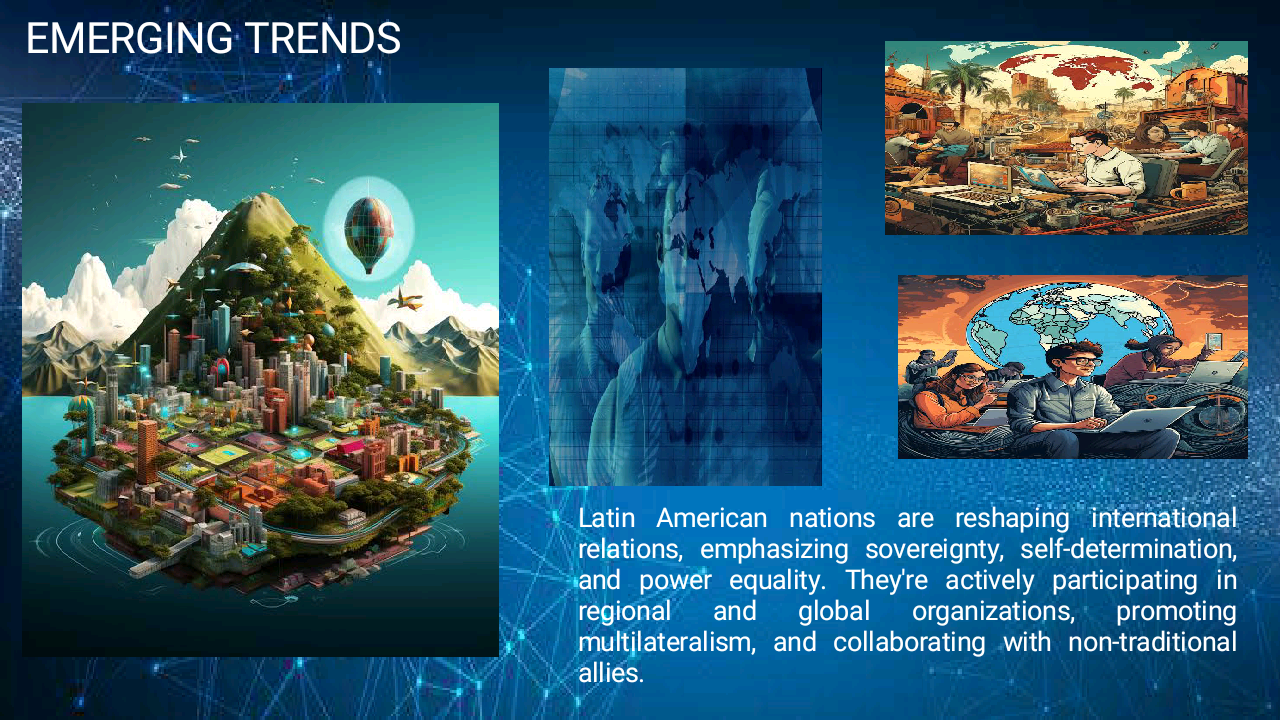 EMERGING TRENDS
Latin American nations are reshaping international
relations, emphasizing sovereignty, self-determination,
and power equality. They're actively participating in
regional and global organizations, promoting
multilateralism, and collaborating with non-traditional
allies.